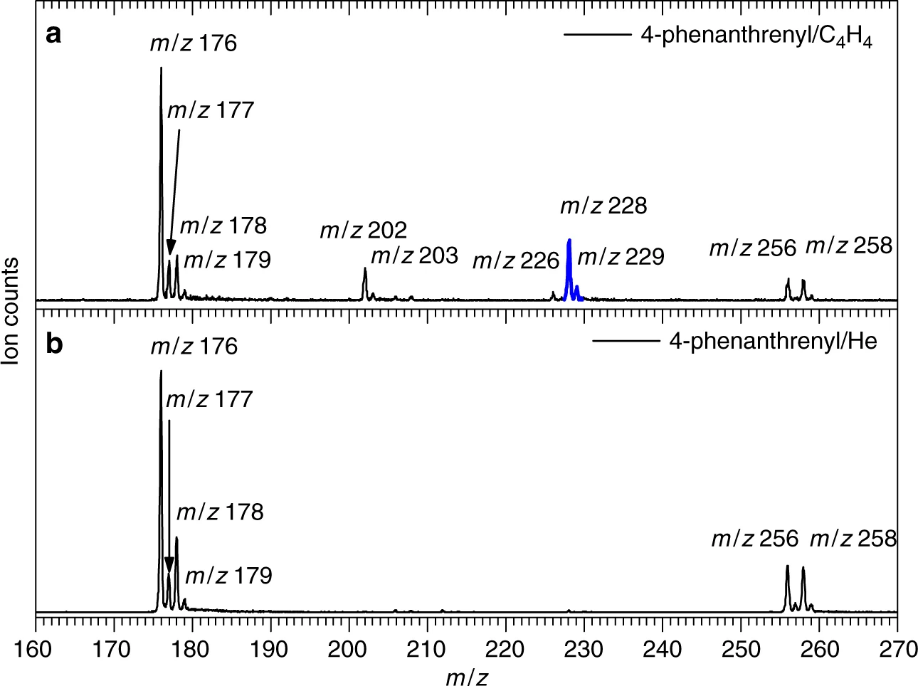 a
4-phenanthrenyl/C₄H₄
m/z 176
m/z 177
m/z 178
m/z 179
m/z 202
m/z 203
m/z 226
m/z 228
m/z 229
m/z 256
m/z 258
Ion counts
b
4-phenanthrenyl/He
m/z 176
m/z 177
m/z 178
m/z 179
m/z 256
m/z 258
160 170 180 190 200 210 220 230 240 250 260 270
m/z